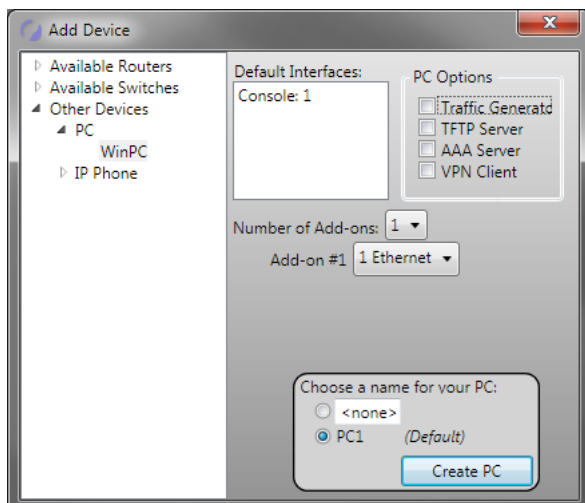 Add Device
Available Routers
Available Switches
Other Devices
PC
WinPC
IP Phone
Default Interfaces:
Console: 1
PC Options
Traffic Generato
TFTP Server
AAA Server
VPN Client
Number of Add-ons: 1
Add-on #1 1 Ethernet
Choose a name for your PC:
<none>
PC1 (Default)
Create PC